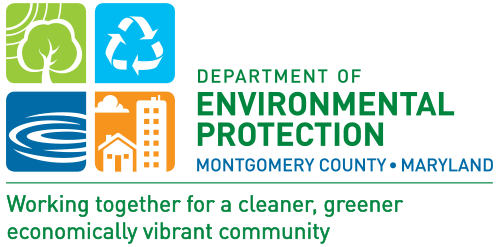 DEPARTMENT OF
ENVIRONMENTAL
PROTECTION
MONTGOMERY COUNTY • MARYLAND
Working together for a cleaner, greener
economically vibrant community